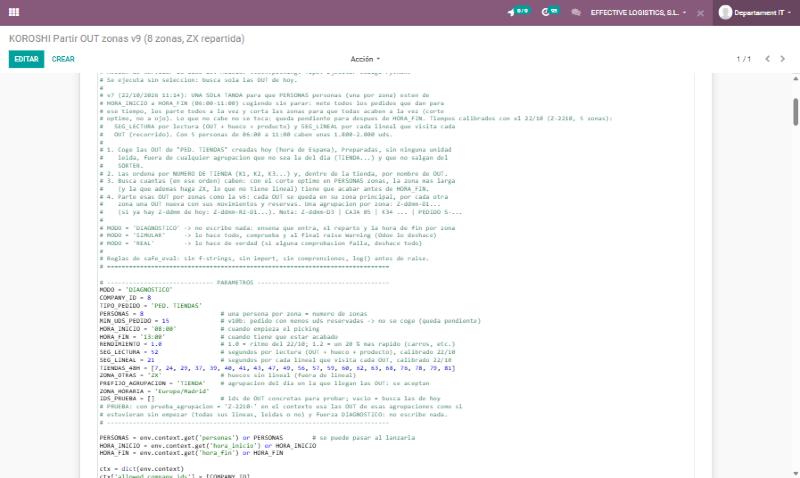 0/0
95
EFFECTIVE LOGISTICS, S.L.
Departament IT
KOROSHI Partir OUT zonas v9 (8 zonas, ZX repartida)
EDITAR
CREAR
Acción
1 / 1
# Se ejecuta sin seleccion: busca sola las OUT de hoy.
#
# v7 (22/10/2026 11:14): UNA SOLA TANDA para que PERSONAS personas (una por zona) esten de
# HORA_INICIO a HORA_FIN (06:00-11:00) cogiendo sin parar: mete todos los pedidos que dan para
# ese tiempo, los parte todos a la vez y corta las zonas para que todas acaben a la vez (corte
# optimo, no a ojo). Lo que no cabe no se toca: queda pendiente para despues de HORA_FIN. Tiempos calibrados con el 22/10 (Z-2210, 5 zonas):
# SEG_LECTURA por lectura (OUT + hueco + producto) y SEG_LINEAL por cada lineal que visita cada
# OUT (recorrido). Con 5 personas de 06:00 a 11:00 caben unas 1.800-2.000 uds.
#
# 1. Coge las OUT de "PED. TIENDAS" creadas hoy (hora de Espana), Preparadas, sin ninguna unidad
# leida, fuera de cualquier agrupacion que no sea la del dia (TIENDA...) y que no salgan del
# SORTER.
# 2. Las ordena por NUMERO DE TIENDA (K1, K2, K3...) y, dentro de la tienda, por nombre de OUT.
# 3. Busca cuantas (en ese orden) caben: con el corte optimo en PERSONAS zonas, la zona mas larga
# (y la que ademas haga ZX, lo que no tiene lineal) tiene que acabar antes de HORA_FIN.
# 4. Parte esas OUT por zonas como la v6: cada OUT se queda en su zona principal, por cada otra
# zona una OUT nueva con sus movimientos y reservas. Una agrupacion por zona: Z-ddmm-D1...
# (si ya hay Z-ddmm de hoy: Z-ddmm-R2-D1...). Nota: Z-ddmm-D3 | CAJA 05 | K34 ... | PEDIDO S-...
#
# MODO = 'DIAGNOSTICO' -> no escribe nada: ensena que entra, el reparto y la hora de fin por zona
# MODO = 'SIMULAR' -> lo hace todo, comprueba y al final raise Warning (Odoo lo deshace)
# MODO = 'REAL' -> lo hace de verdad (si alguna comprobacion falla, deshace todo)
#
# Reglas de safe_eval: sin f-strings, sin import, sin comprensiones, log() antes de raise.
# ==========================================================================
# ---------------------------- PARAMETROS -----------------------------------
MODO = 'DIAGNOSTICO'
COMPANY_ID = 8
TIPO_PEDIDO = 'PED. TIENDAS'
PERSONAS = 8 # una persona por zona = numero de zonas
MIN_UDS_PEDIDO = 15 # v10b: pedido con menos uds reservadas -> no se coge (queda pendiente)
HORA_INICIO = '08:00' # cuando empieza el picking
HORA_FIN = '13:00' # cuando tiene que estar acabado
RENDIMIENTO = 1.0 # 1.0 = ritmo del 22/10; 1.2 = un 20 % mas rapido (carros, etc.)
SEG_LECTURA = 52 # segundos por lectura (OUT + hueco + producto), calibrado 22/10
SEG_LINEAL = 21 # segundos por cada lineal que visita cada OUT, calibrado 22/10
TIENDAS_48H = [7, 24, 29, 37, 39, 40, 41, 43, 47, 49, 56, 57, 59, 60, 62, 63, 68, 76, 78, 79, 81]
ZONA_OTRAS = 'ZX' # huecos sin lineal (fuera de lineal)
PREFIJO_AGRUPACION = 'TIENDA' # agrupacion del dia en la que llegan las OUT: se aceptan
ZONA_HORARIA = 'Europe/Madrid'
IDS_PRUEBA = [] # ids de OUT concretas para probar; vacio = busca las de hoy
# PRUEBA: con prueba_agrupacion = 'Z-2210-' en el contexto usa las OUT de esas agrupaciones como si
# estuvieran sin empezar (todas sus lineas, leidas o no) y fuerza DIAGNOSTICO: no escribe nada.
# --------------------------------------------------------------------------
PERSONAS = env.context.get('personas') or PERSONAS # se puede pasar al lanzarla
HORA_INICIO = env.context.get('hora_inicio') or HORA_INICIO
HORA_FIN = env.context.get('hora_fin') or HORA_FIN
ctx = dict(env.context)
ctx['allowed_company_ids'] = [COMPANY_ID]